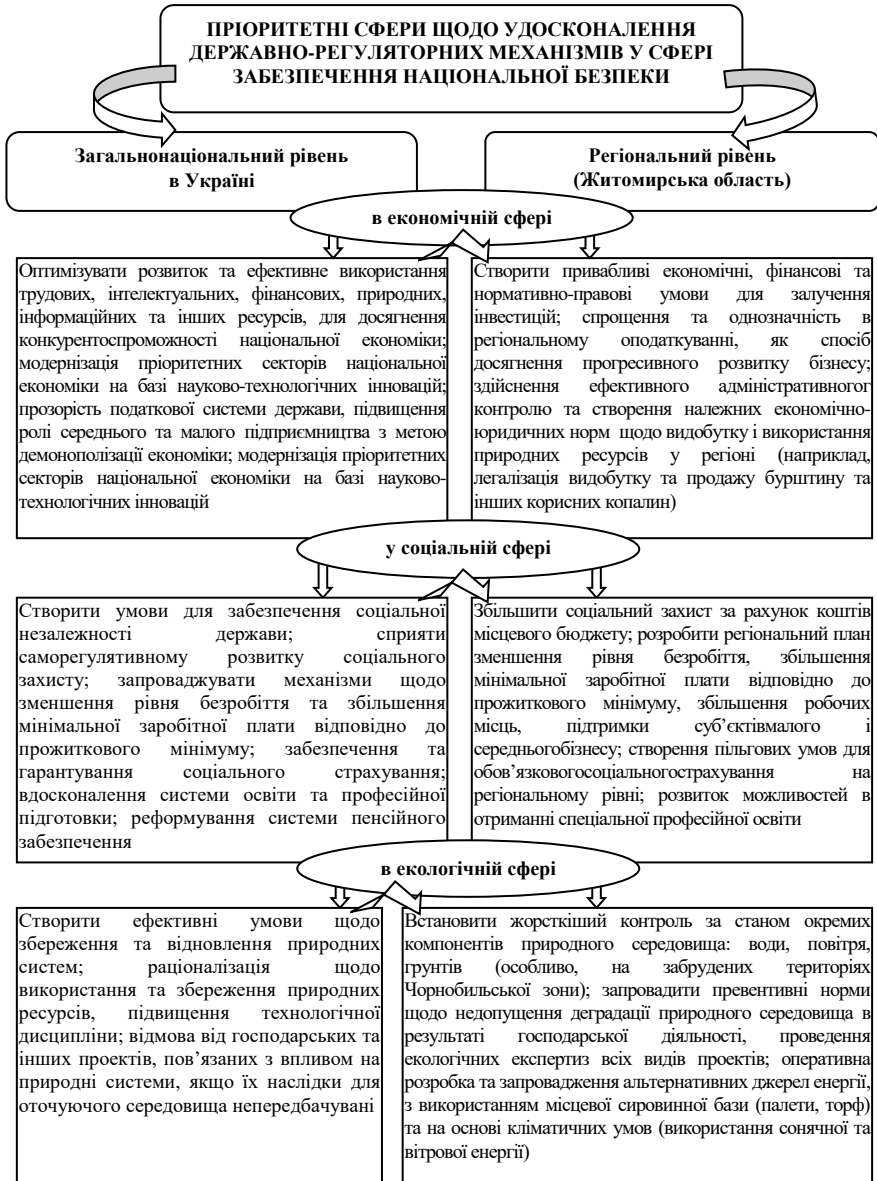 ПРІОРИТЕТНІ СФЕРИ ЩОДО УДОСКОНАЛЕННЯ
ДЕРЖАВНО-РЕГУЛЯТОРНИХ МЕХАНІЗМІВ У СФЕРІ
ЗАБЕЗПЕЧЕННЯ НАЦІОНАЛЬНОЇ БЕЗПЕКИ
Загальнонаціональний рівень
в Україні
Регіональний рівень
(Житомирська область)
в економічній сфері
Оптимізувати розвиток та ефективне використання
трудових, інтелектуальних, фінансових, природних,
інформаційних та інших ресурсів, для досягнення
конкурентоспроможності національної економіки;
модернізація пріоритетних секторів національної
економіки на базі науково-технологічних інновацій;
прозорість податкової системи держави, підвищення
ролі середнього та малого підприємництва з метою
демонополізації економіки; модернізація пріоритетних
секторів національної економіки на базі науково-
технологічних інновацій
Створити привабливі економічні, фінансові та
нормативно-правові умови для залучення
інвестицій; спрощення та однозначність в
регіональному оподаткуванні, як спосіб
досягнення прогресивного розвитку бізнесу;
здійснення ефективного адміністративногог
контролю та створення належних економічно-
юридичних норм щодо видобутку і використання
природних ресурсів у регіоні (наприклад,
легалізація видобутку та продажу бурштину та
інших корисних копалин)
у соціальній сфері
Створити умови для забезпечення соціальної
незалежності держави; сприяти
саморегулятивному розвитку соціального
захисту; запроваджувати механізми щодо
зменшення рівня безробіття та збільшення
мінімальної заробітної плати відповідно до
прожиткового мінімуму; забезпечення та
гарантування соціального страхування;
вдосконалення системи освіти та професійної
підготовки; реформування системи пенсійного
забезпечення
Збільшити соціальний захист за рахунок коштів
місцевого бюджету; розробити регіональний план
зменшення рівня безробіття, збільшення
мінімальної заробітної плати відповідно до
прожиткового мінімуму, збільшення робочих
місць, підтримки суб’єктівмалого і
середньогобізнесу; створення пільгових умов для
обов’язковогосоціальногострахування на
регіональному рівні; розвиток можливостей в
отриманні спеціальної професійної освіти
в екологічній сфері
Створити ефективні умови щодо
збереження та відновлення природних
систем; раціоналізація щодо
використання та збереження природних
ресурсів, підвищення технологічної
дисципліни; відмова від господарських та
інших проектів, пов’язаних з впливом на
природні системи, якщо їх наслідки для
оточуючого середовища непередбачувані
Встановити жорсткіший контроль за станом окремих
компонентів природного середовища: води, повітря,
грунтів (особливо, на забруднених територіях
Чорнобильської зони); запровадити превентивні норми
щодо недопущення деградації природного середовища в
результаті господарської діяльності, проведення
екологічних експертиз всіх видів проектів; оперативна
розробка та запровадження альтернативних джерел енергії,
з використанням місцевої сировинної бази (палети, торф)
та на основі кліматичних умов (використання сонячної та
вітрової енергії)